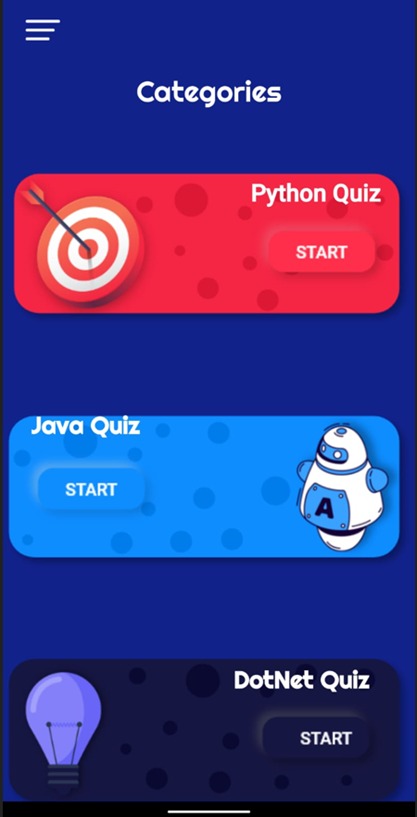 Categories
Python Quiz
START
Java Quiz
START
A
DotNet Quiz
START